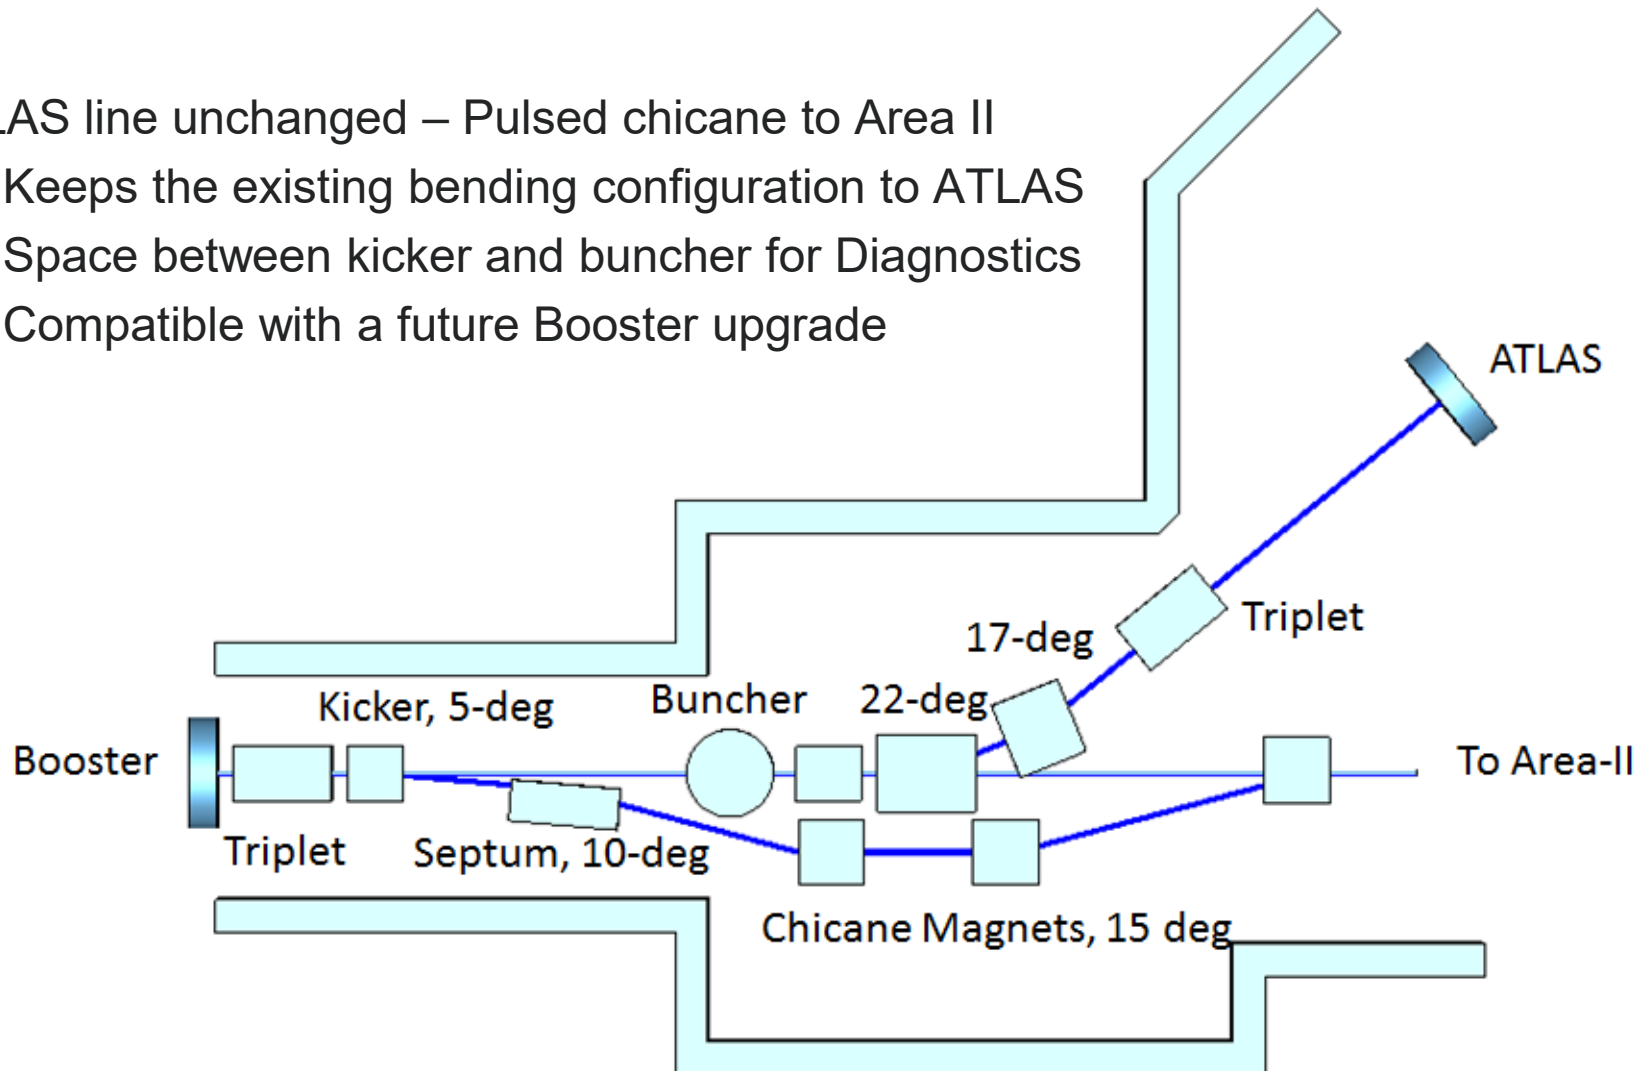 LAS line unchanged – Pulsed chicane to Area II
Keeps the existing bending configuration to ATLAS
Space between kicker and buncher for Diagnostics
Compatible with a future Booster upgrade
ATLAS
Triplet
17-deg
22-deg
Buncher
Kicker, 5-deg
Booster
To Area-II
Triplet
Septum, 10-deg
Chicane Magnets, 15 deg